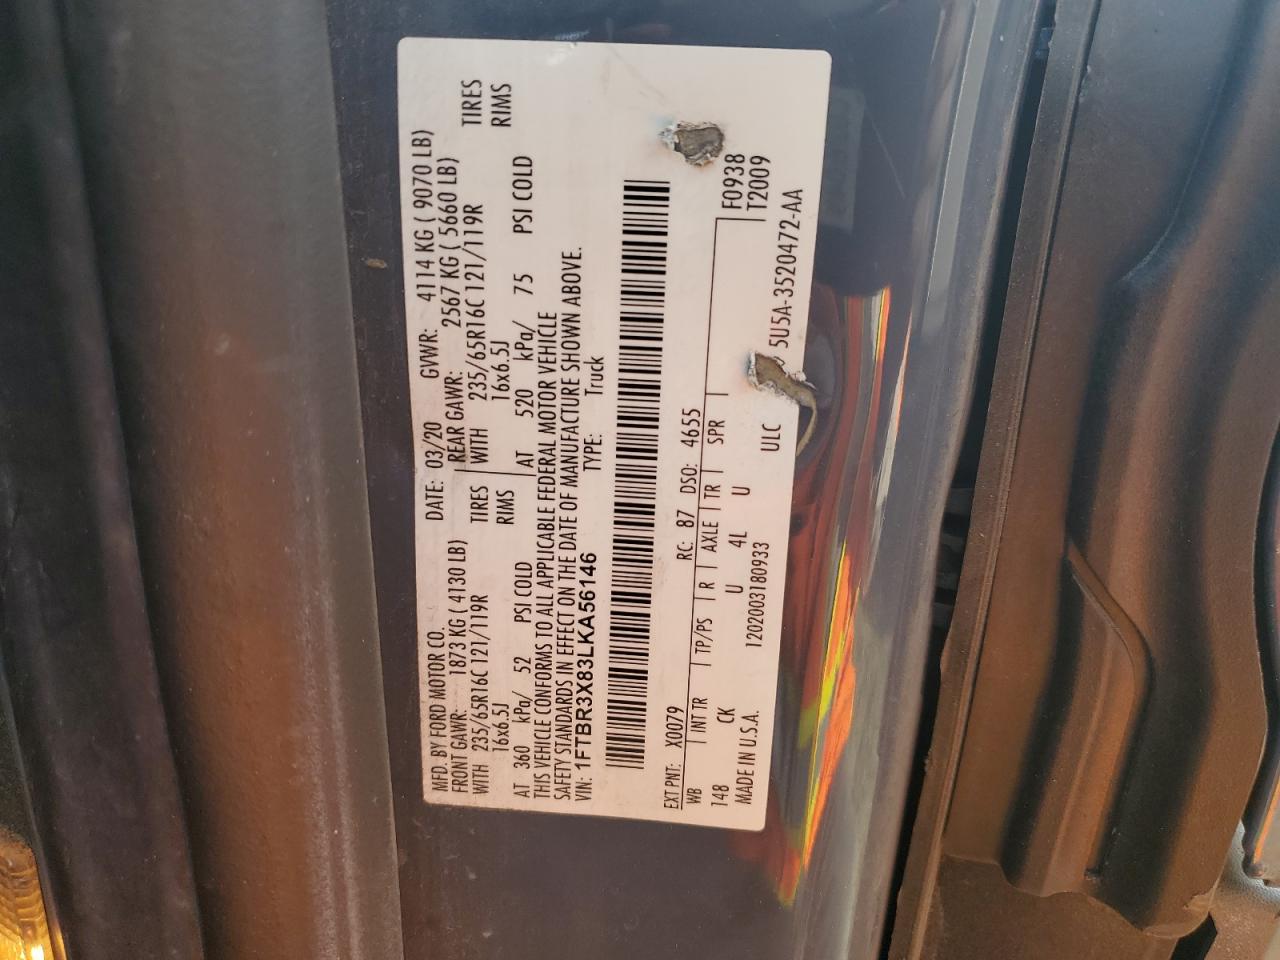 MFD. BY FORD MOTOR CO.
DATE: 03/20
GVWR: 4114 KG ( 9070 LB)
FRONT GAWR: 1873 KG ( 4130 LB)
REAR GAWR: 2567 KG ( 5660 LB)
WITH 235/65R16C 121/119R TIRES
WITH 235/65R16C 121/119R TIRES
16x6.5J RIMS
16x6.5J RIMS
AT 360 kPa/ 52 PSI COLD
AT 520 kPa/ 75 PSI COLD
THIS VEHICLE CONFORMS TO ALL APPLICABLE FEDERAL MOTOR VEHICLE
SAFETY STANDARDS IN EFFECT ON THE DATE OF MANUFACTURE SHOWN ABOVE.
VIN: 1FTBR3X83LKA56146 TYPE: Truck
EXT PNT: X0079 RC: 87 DSO: 4655
WB | INT TR | TP/PS | R | AXLE | TR | SPR |
148 CK U 4L U
F0938
T2009
MADE IN U.S.A. 1202003180933 ULC 5U5A-3520472-AA